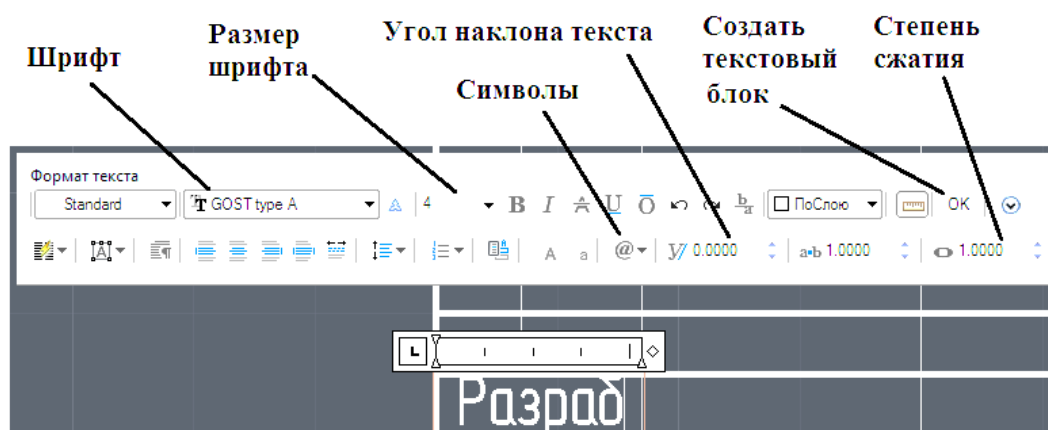 Шрифт
Размер
шрифта
Угол наклона текста
Символы
Создать
текстовый
блок
Степень
сжатия
Формат текста
Standard GOST type A 4 B I A U O b/a ПоСлою OK
A a @ 0.0000 a•b 1.0000 1.0000
L
Разраб